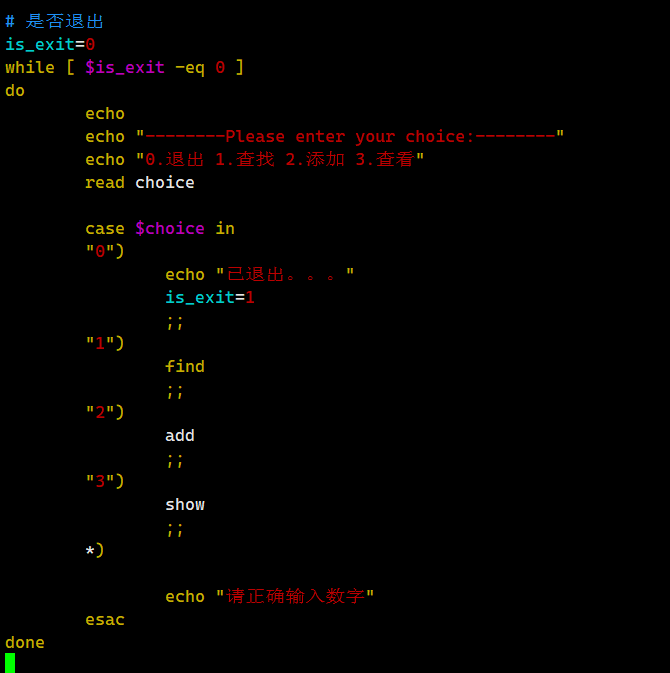 # 是否退出
is_exit=0
while [ $is_exit -eq 0 ]
do
        echo
        echo "--------Please enter your choice:--------"
        echo "0.退出 1.查找 2.添加 3.查看"
        read choice

        case $choice in
        "0")
                echo "已退出。。。"
                is_exit=1
                ;;
        "1")
                find
                ;;
        "2")
                add
                ;;
        "3")
                show
                ;;
        *)

                echo "请正确输入数字"
        esac
done